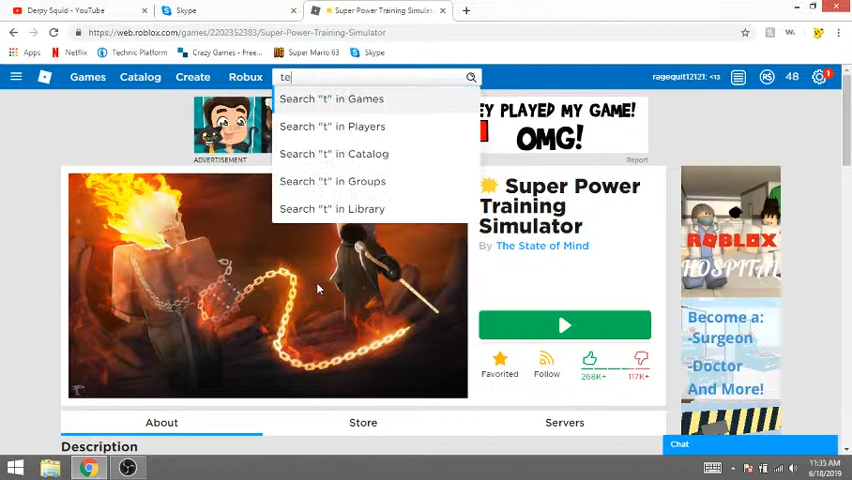 Derpy Squid - YouTube
Skype
Super Power Training Simulat
https://web.roblox.com/games/2202352383/Super-Power-Training-Simulator
Apps Netflix Technic Platform Crazy Games - Free... Super Mario 63 Skype
Games Catalog Create Robux te ragequit12121: <13 48 1
Search "t" in Games
Search "t" in Players
Search "t" in Catalog
Search "t" in Groups
Search "t" in Library
EY PLAYED MY GAME!
OMG!
ADVERTISEMENT
Report
Super Power
Training
Simulator
By The State of Mind
Favorited
Follow
268K+
117K+
ROBLOX
HOSPITAL
Become a:
-Surgeon
-Doctor
And More!
About
Store
Servers
Description
Chat
11:35 AM
6/18/2019